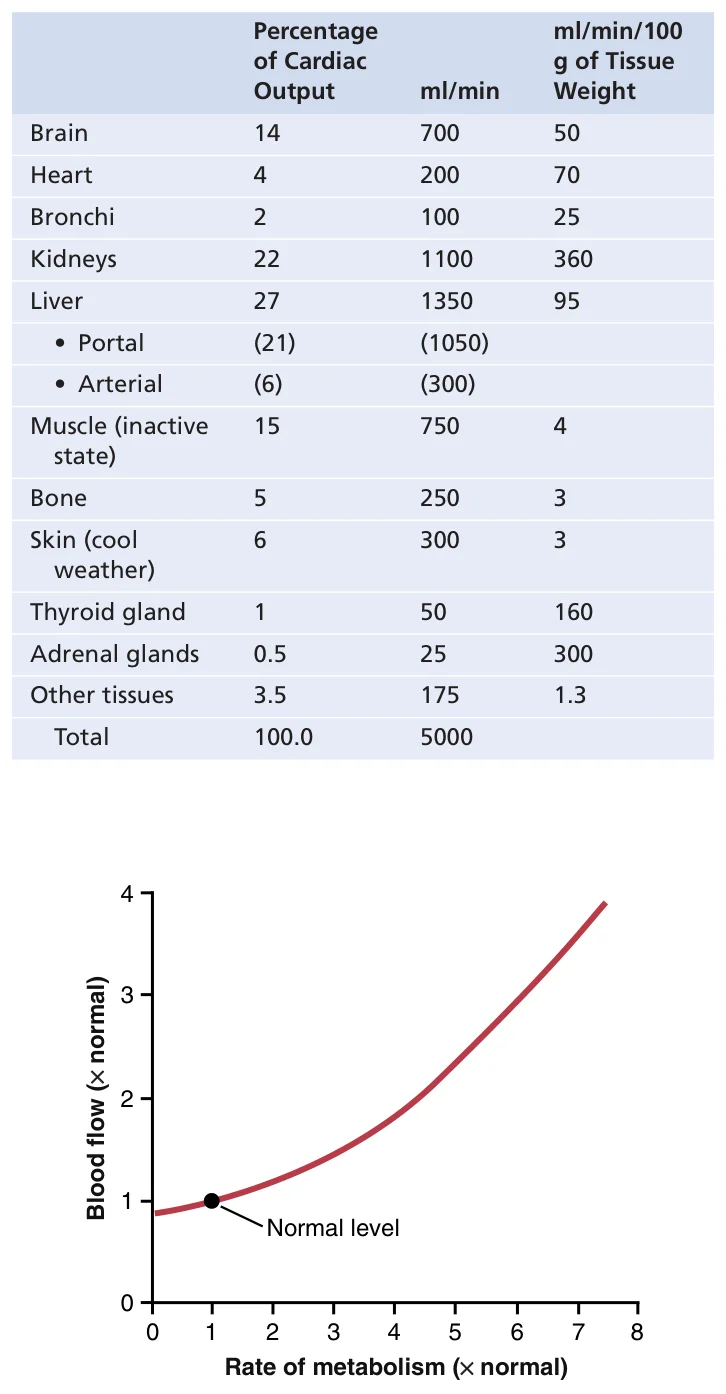 Percentage of Cardiac Output ml/min ml/min/100 g of Tissue Weight
Brain 14 700 50
Heart 4 200 70
Bronchi 2 100 25
Kidneys 22 1100 360
Liver 27 1350 95
• Portal (21) (1050)
• Arterial (6) (300)
Muscle (inactive state) 15 750 4
Bone 5 250 3
Skin (cool weather) 6 300 3
Thyroid gland 1 50 160
Adrenal glands 0.5 25 300
Other tissues 3.5 175 1.3
Total 100.0 5000
Blood flow (× normal)
4
3
2
1
0
Normal level
0 1 2 3 4 5 6 7 8
Rate of metabolism (× normal)